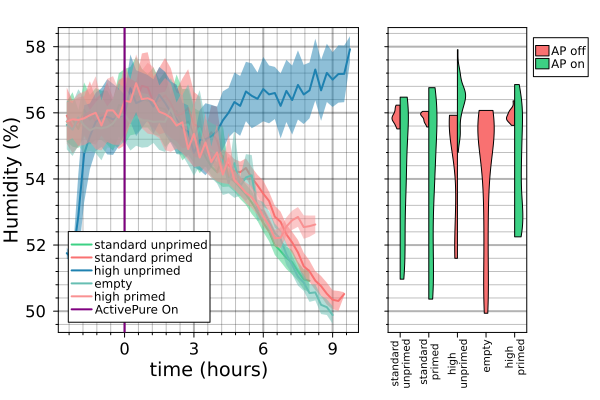 58
56
54
52
50
Humidity (%)
standard unprimed
standard primed
high unprimed
empty
high primed
ActivePure On
0
3
6
9
time (hours)
AP off
AP on
standard
unprimed
standard
primed
high
unprimed
empty
high
primed